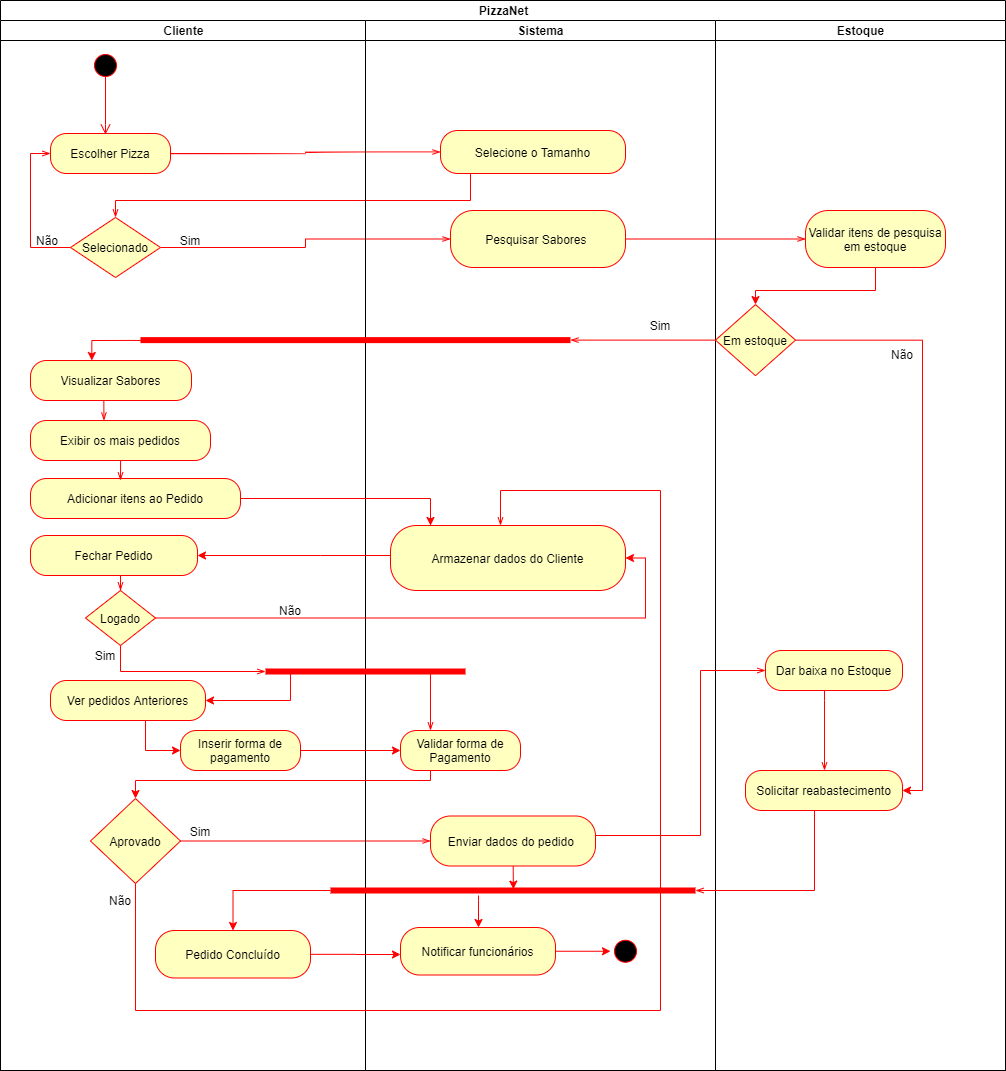 PizzaNet
Cliente
Sistema
Estoque
Escolher Pizza
Selecione o Tamanho
Não
Selecionado
Sim
Pesquisar Sabores
Validar itens de pesquisa
em estoque
Sim
Em estoque
Não
Visualizar Sabores
Exibir os mais pedidos
Adicionar itens ao Pedido
Fechar Pedido
Armazenar dados do Cliente
Logado
Não
Sim
Ver pedidos Anteriores
Dar baixa no Estoque
Inserir forma de
pagamento
Validar forma de
Pagamento
Solicitar reabastecimento
Aprovado
Sim
Enviar dados do pedido
Não
Pedido Concluído
Notificar funcionários